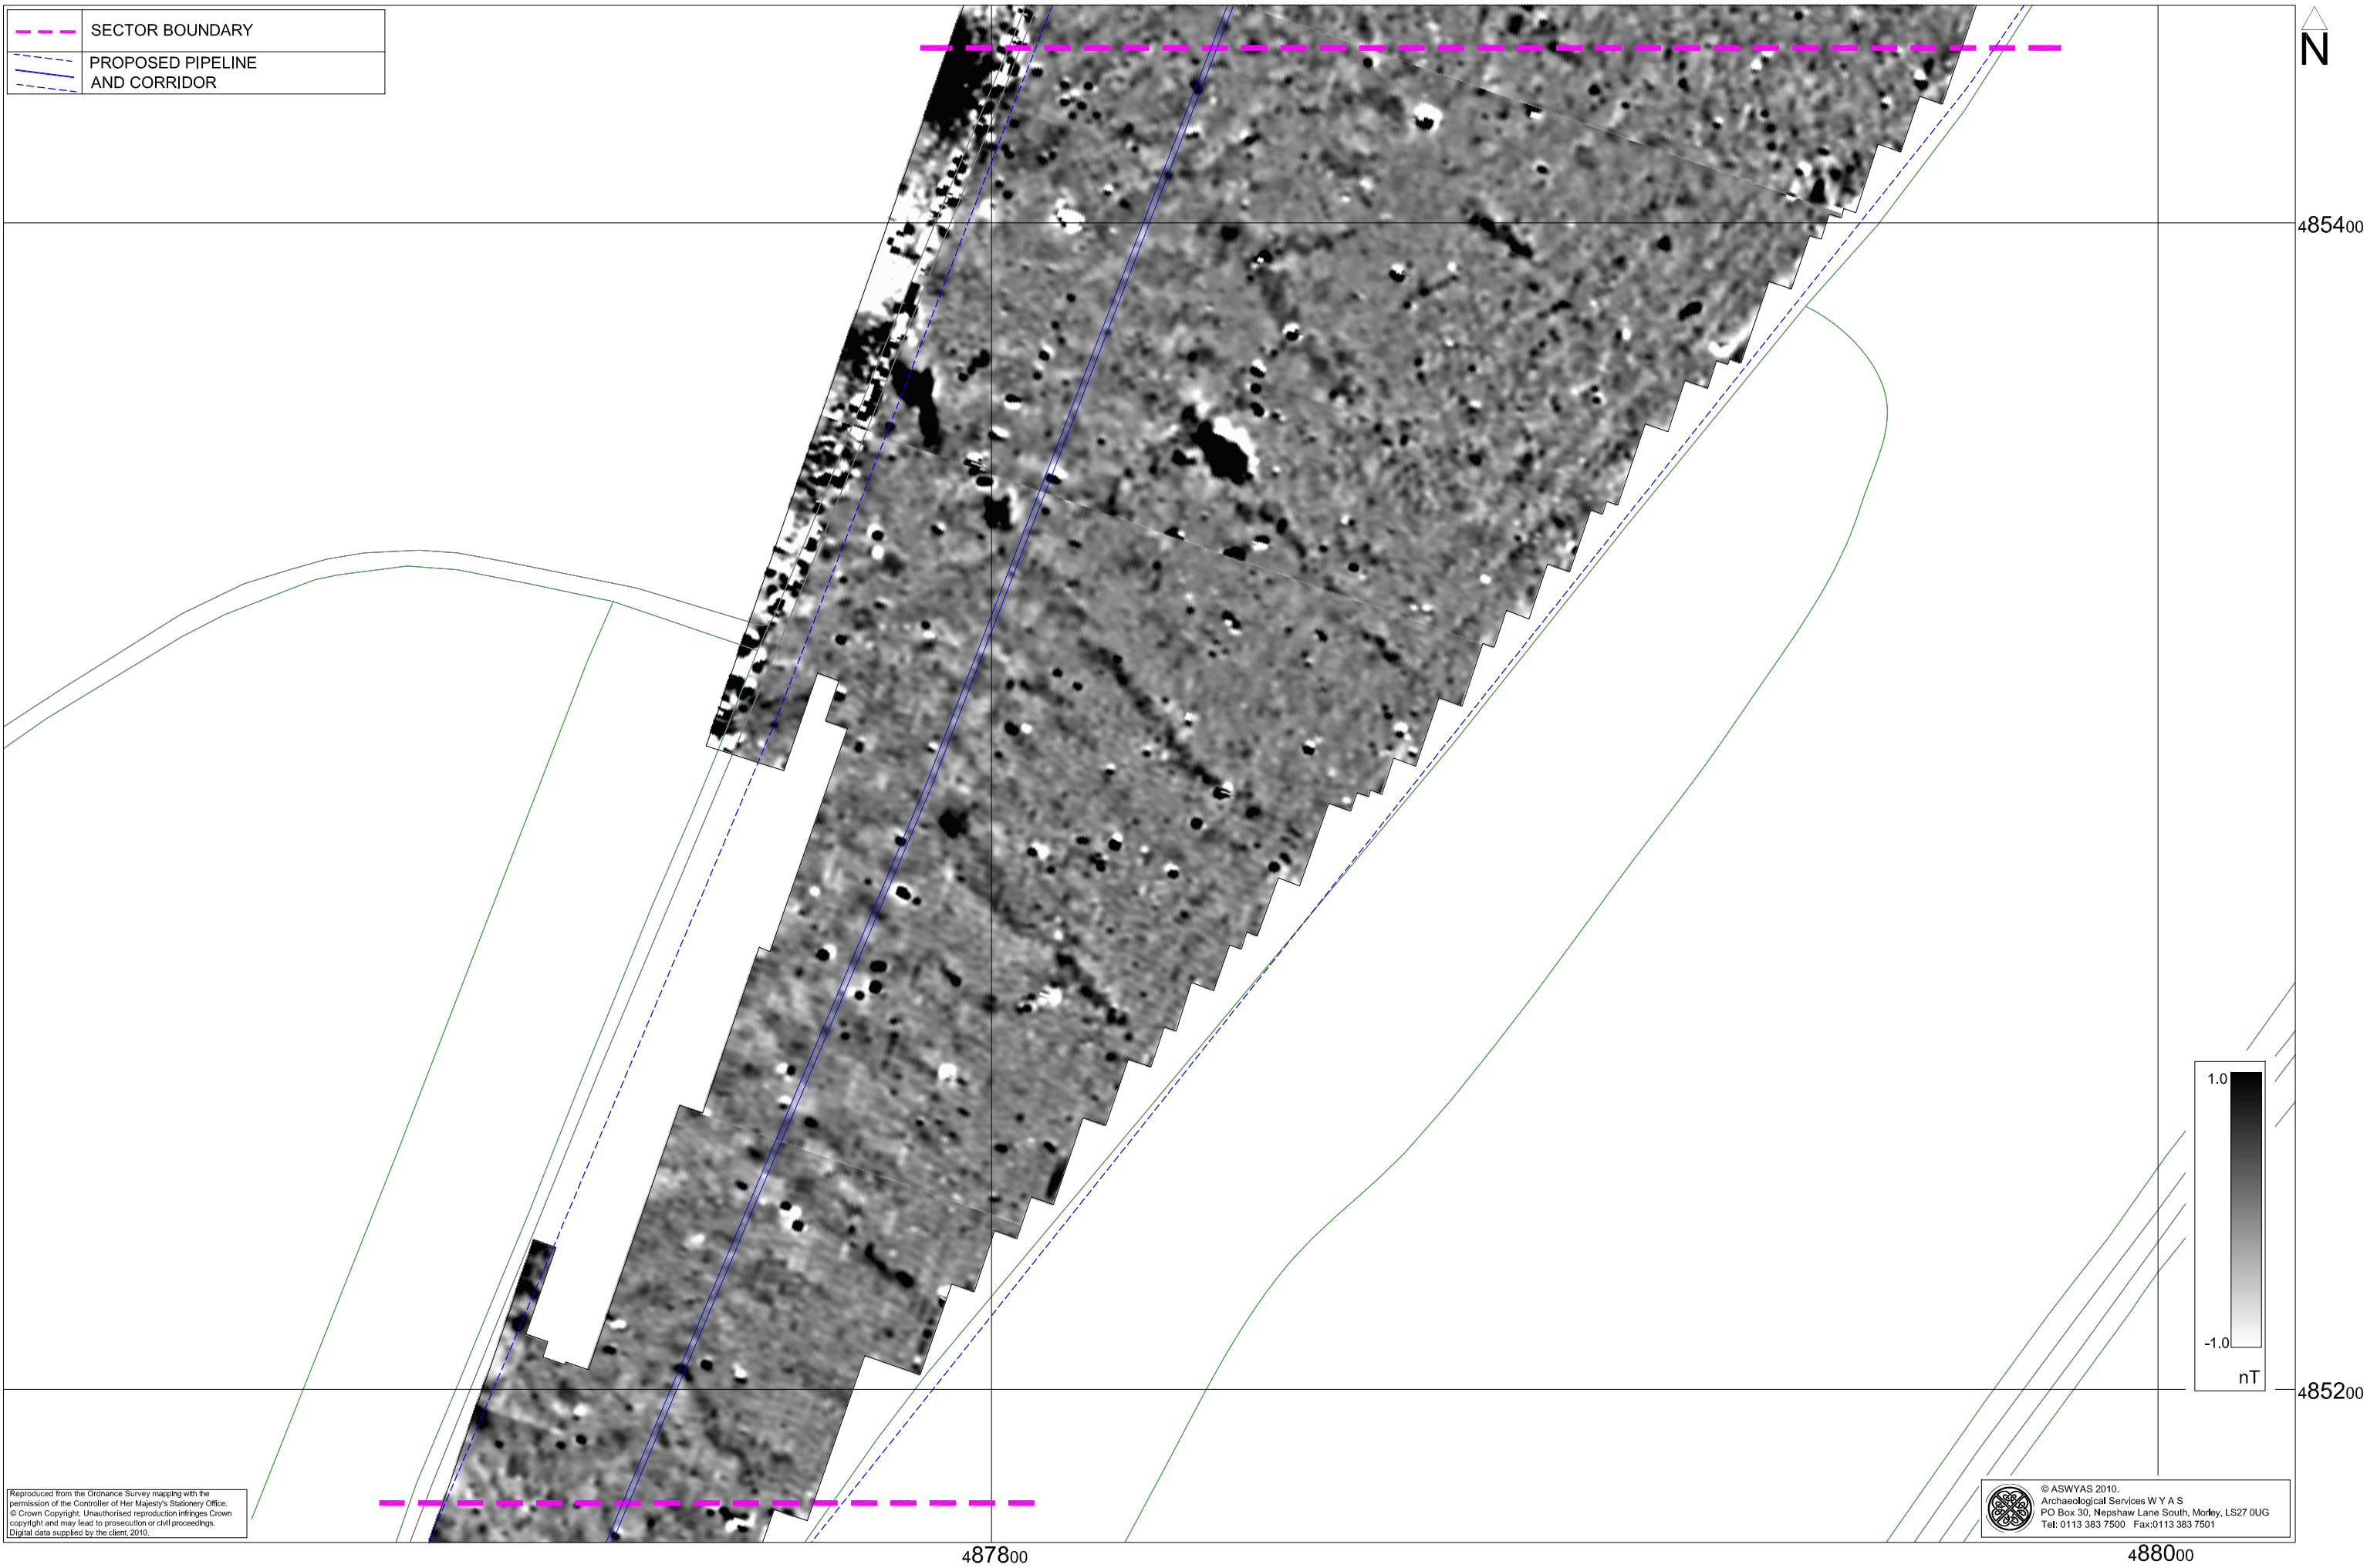 SECTOR BOUNDARY
PROPOSED PIPELINE
AND CORRIDOR
N
485400
1.0
-1.0
nT
485200
Reproduced from the Ordnance Survey mapping with the
permission of the Controller of Her Majesty's Stationery Office.
© Crown Copyright. Unauthorised reproduction infringes Crown
copyright and may lead to prosecution or civil proceedings.
Digital data supplied by the client, 2010.
© ASWYAS 2010.
Archaeological Services W Y A S
PO Box 30, Nepshaw Lane South, Morley, LS27 0UG
Tel: 0113 383 7500 Fax:0113 383 7501
487800
488000